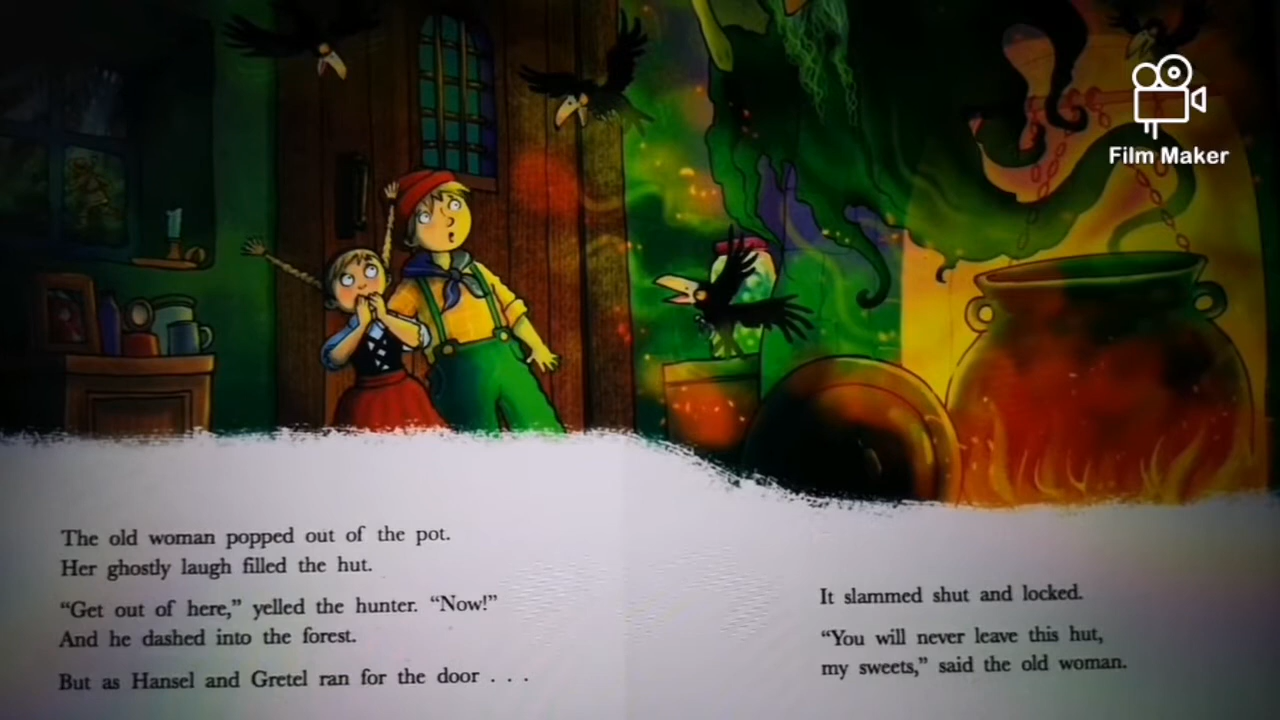 Film Maker
The old woman popped out of the pot.
Her ghostly laugh filled the hut.
“Get out of here,” yelled the hunter. “Now!”
And he dashed into the forest.
But as Hansel and Gretel ran for the door . . .
It slammed shut and locked.
“You will never leave this hut,
my sweets,” said the old woman.